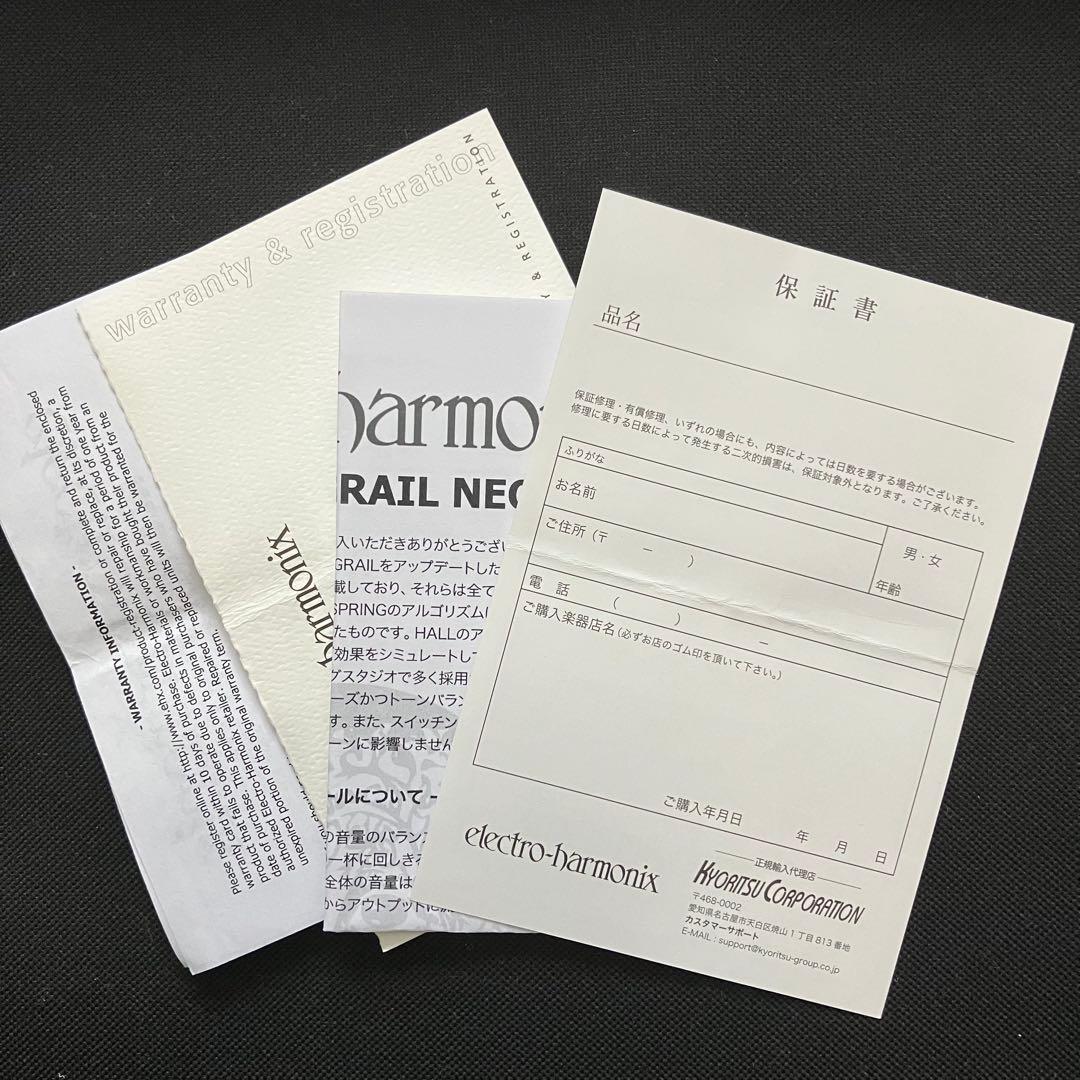 warranty & registration
& REGISTRATION
harmonix
- WARRANTY INFORMATION -
Please register online at http://www.ehx.com/product-registration or complete and return the enclosed
warranty card within 10 days of purchase. Electro-Harmonix will repair or replace, at its discretion, a
product that fails to operate due to defects in materials or workmanship for a period of one year from
date of purchase. This applies only to original purchasers who have bought their product from an
authorized Electro-Harmonix retailer. Repaired or replaced units will then be warranted for the
unexpired portion of the original warranty term.
harmo
RAIL NEO
入いただきありがとうござい
GRAILをアップデートした
載しており、それらは全て
SPRINGのアルゴリズムに
たものです。HALLのア
効果をシミュレートして
グスタジオで多く採用
ーズかつトーンバラン
す。また、スイッチン
ーンに影響しません
ールについて -
の音量のバランス
一杯に回しきる
全体の音量は
からアウトプットに
保証書
品名
保証修理・有償修理、いずれの場合にも、内容によっては日数を要する場合がございます。
修理に要する日数によって発生する二次的損害は、保証対象外となります。ご了承ください。
ふりがな
お名前
男・女
年齢
ご住所(〒 - )
電 話 ( ) -
ご購入楽器店名(必ずお店のゴム印を頂いて下さい。)
ご購入年月日 年 月 日
electro-harmonix
正規輸入代理店
KYORITSU CORPORATION
〒468-0002
愛知県名古屋市天白区焼山1丁目813番地
カスタマーサポート
E-MAIL : support@kyoritsu-group.co.jp